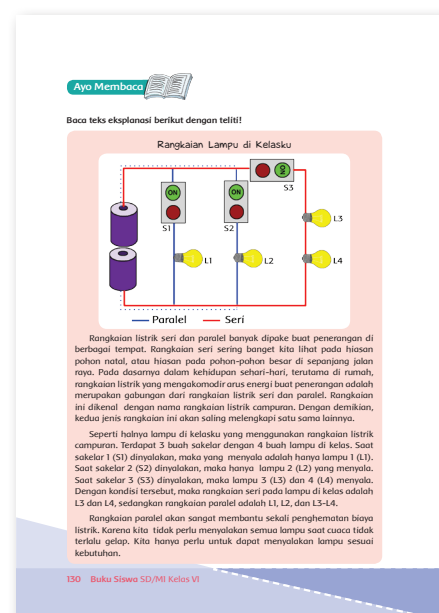 Ayo Membaca
Baca teks eksplanasi berikut dengan teliti!
Rangkaian Lampu di Kelasku
ON
ON
ON
S3
S1
S2
L3
L1
L2
L4
Paralel
Seri
Rangkaian listrik seri dan paralel banyak dipake buat penerangan di
berbagai tempat. Rangkaian seri sering banget kita lihat pada hiasan
pohon natal, atau hiasan pada pohon-pohon besar di sepanjang jalan
raya. Pada dasarnya dalam kehidupan sehari-hari, terutama di rumah,
rangkaian listrik yang mengakomodir arus energi buat penerangan adalah
merupakan gabungan dari rangkaian listrik seri dan paralel. Rangkaian
ini dikenal dengan nama rangkaian listrik campuran. Dengan demikian,
kedua jenis rangkaian ini akan saling melengkapi satu sama lainnya.
Seperti halnya lampu di kelasku yang menggunakan rangkaian listrik
campuran. Terdapat 3 buah sakelar dengan 4 buah lampu di kelas. Saat
sakelar 1 (S1) dinyalakan, maka yang menyala adalah hanya lampu 1 (L1).
Saat sakelar 2 (S2) dinyalakan, maka hanya lampu 2 (L2) yang menyala.
Saat sakelar 3 (S3) dinyalakan, maka lampu 3 (L3) dan 4 (L4) menyala.
Dengan kondisi tersebut, maka rangkaian seri pada lampu di kelas adalah
L3 dan L4, sedangkan rangkaian paralel adalah L1, L2, dan L3-L4.
Rangkaian paralel akan sangat membantu sekali penghematan biaya
listrik. Karena kita tidak perlu menyalakan semua lampu saat cuaca tidak
terlalu gelap. Kita hanya perlu untuk dapat menyalakan lampu sesuai
kebutuhan.
130 Buku Siswa SD/MI Kelas VI